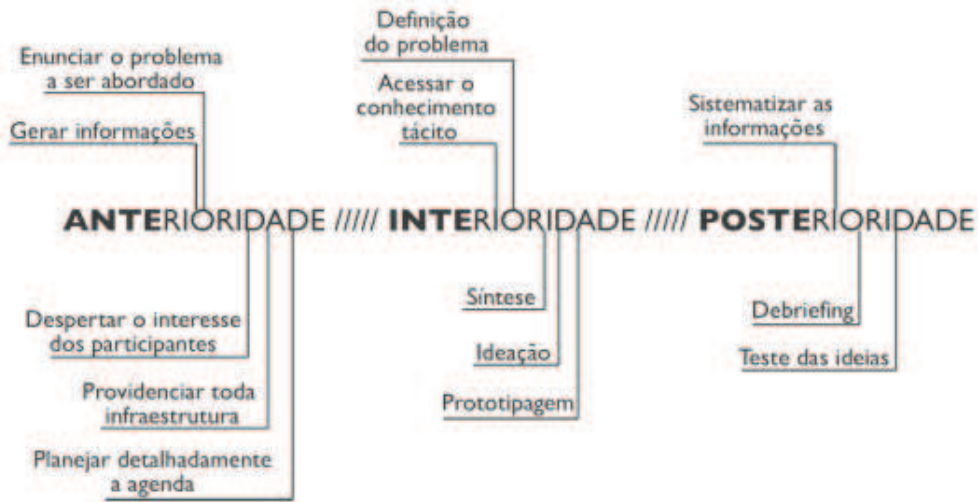 Enunciar o problema
a ser abordado
Gerar informações
Definição
do problema
Acessar o
conhecimento
tácito
Sistematizar as
informações
ANTERIORIDADE ///// INTERIORIDADE ///// POSTERIORIDADE
Despertar o interesse
dos participantes
Providenciar toda
infraestrutura
Planejar detalhadamente
a agenda
Síntese
Ideação
Prototipagem
Debriefing
Teste das ideias